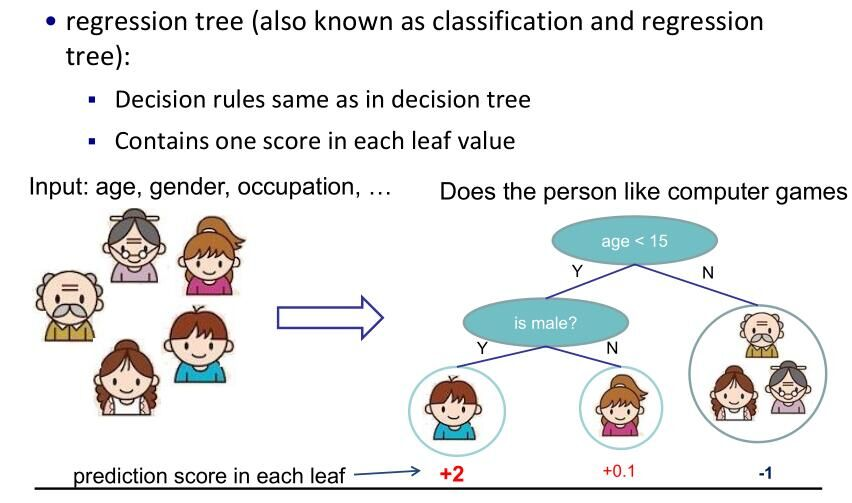 • regression tree (also known as classification and regression
tree):
▪ Decision rules same as in decision tree
▪ Contains one score in each leaf value
Input: age, gender, occupation, …
Does the person like computer games
age < 15
Y
N
is male?
Y
N
prediction score in each leaf
+2
+0.1
-1